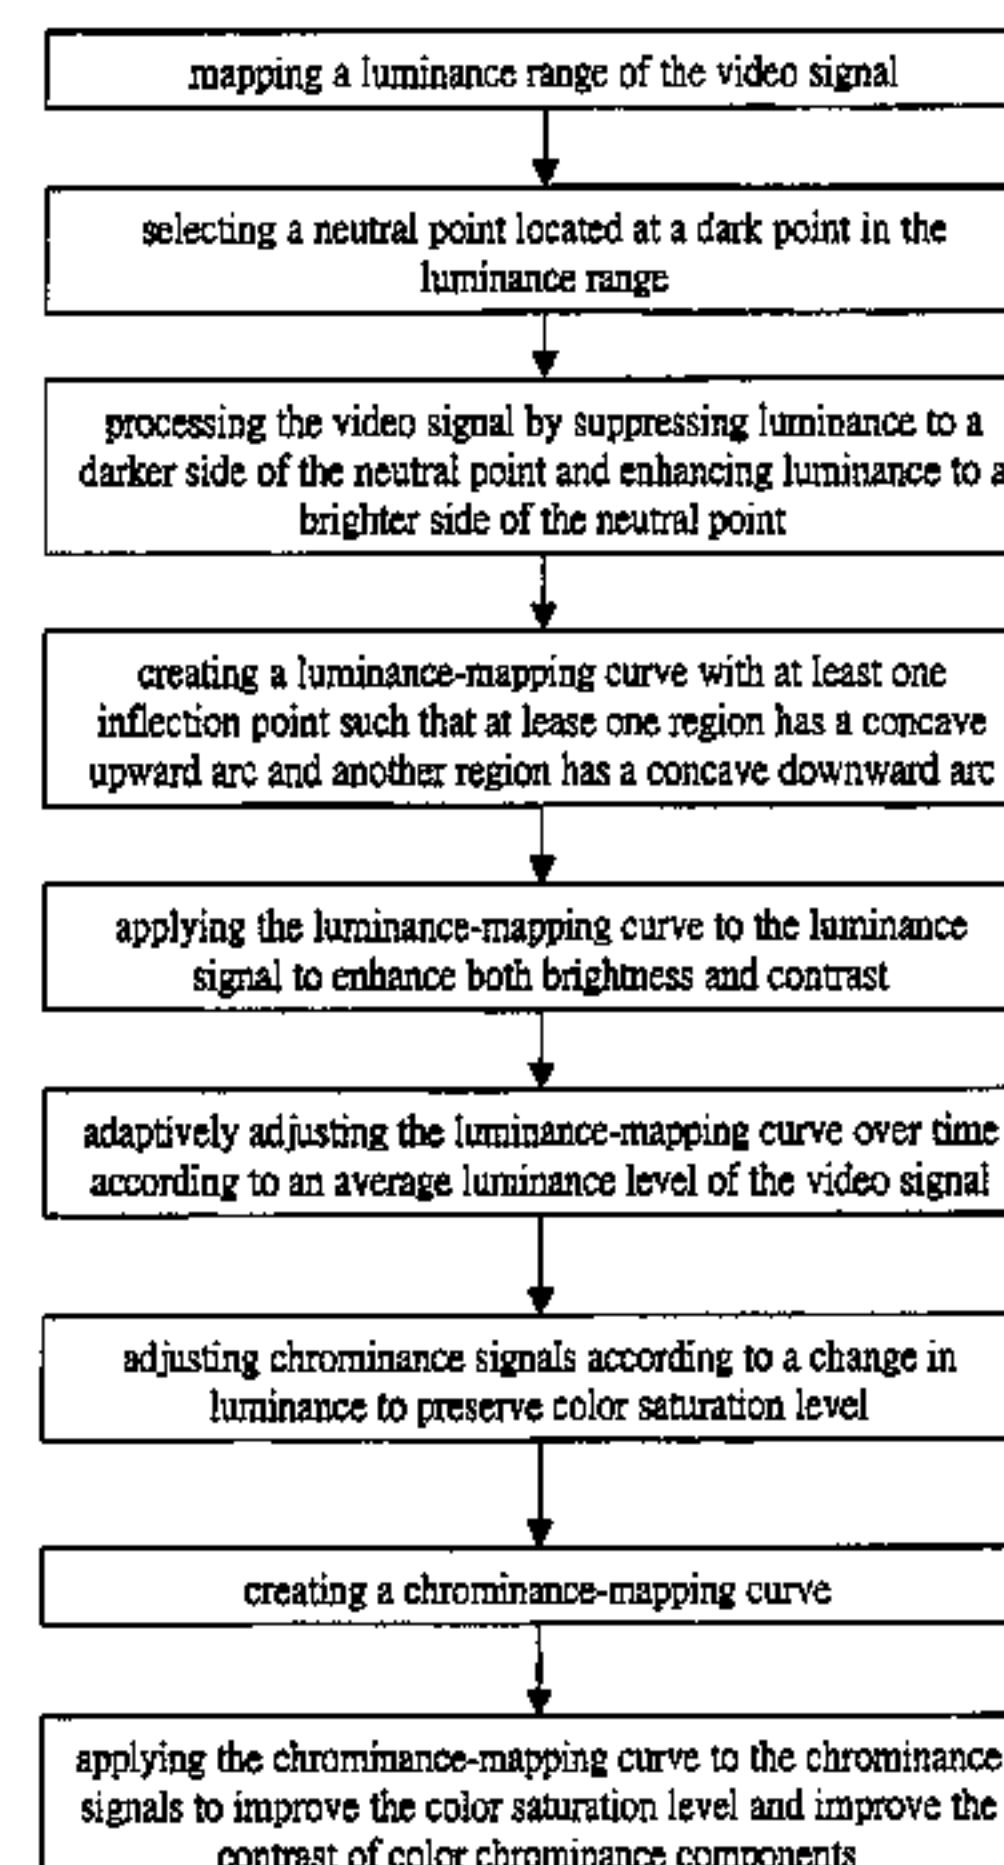 mapping a luminance range of the video signal
selecting a neutral point located at a dark point in the
luminance range
processing the video signal by suppressing luminance to a
darker side of the neutral point and enhancing luminance to a
brighter side of the neutral point
creating a luminance-mapping curve with at least one
inflection point such that at lease one region has a concave
upward arc and another region has a concave downward arc
applying the luminance-mapping curve to the luminance
signal to enhance both brightness and contrast
adaptively adjusting the luminance-mapping curve over time
according to an average luminance level of the video signal
adjusting chrominance signals according to a change in
luminance to preserve color saturation level
creating a chrominance-mapping curve
applying the chrominance-mapping curve to the chrominance
signals to improve the color saturation level and improve the
contrast of color chrominance components